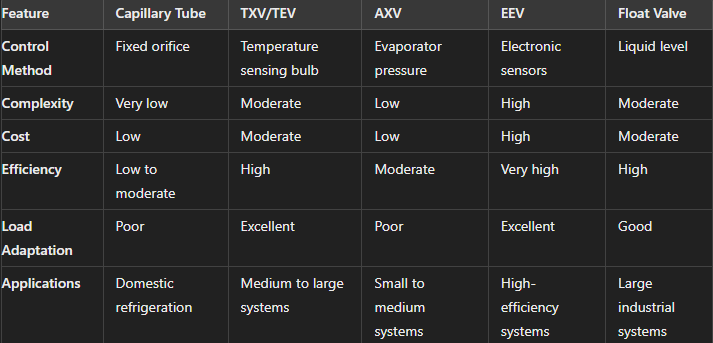 Feature Capillary Tube TXV/TEV AXV EEV Float Valve
Control Fixed orifice Temperature Evaporator Electronic Liquid level
Method sensing bulb pressure sensors
Complexity Very low Moderate Low High Moderate
Cost Low Moderate Low High Moderate
Efficiency Low to High Moderate Very high High
moderate
Load Poor Excellent Poor Excellent Good
Adaptation
Applications Domestic Medium to large Small to High- Large
refrigeration systems medium efficiency industrial
systems systems systems